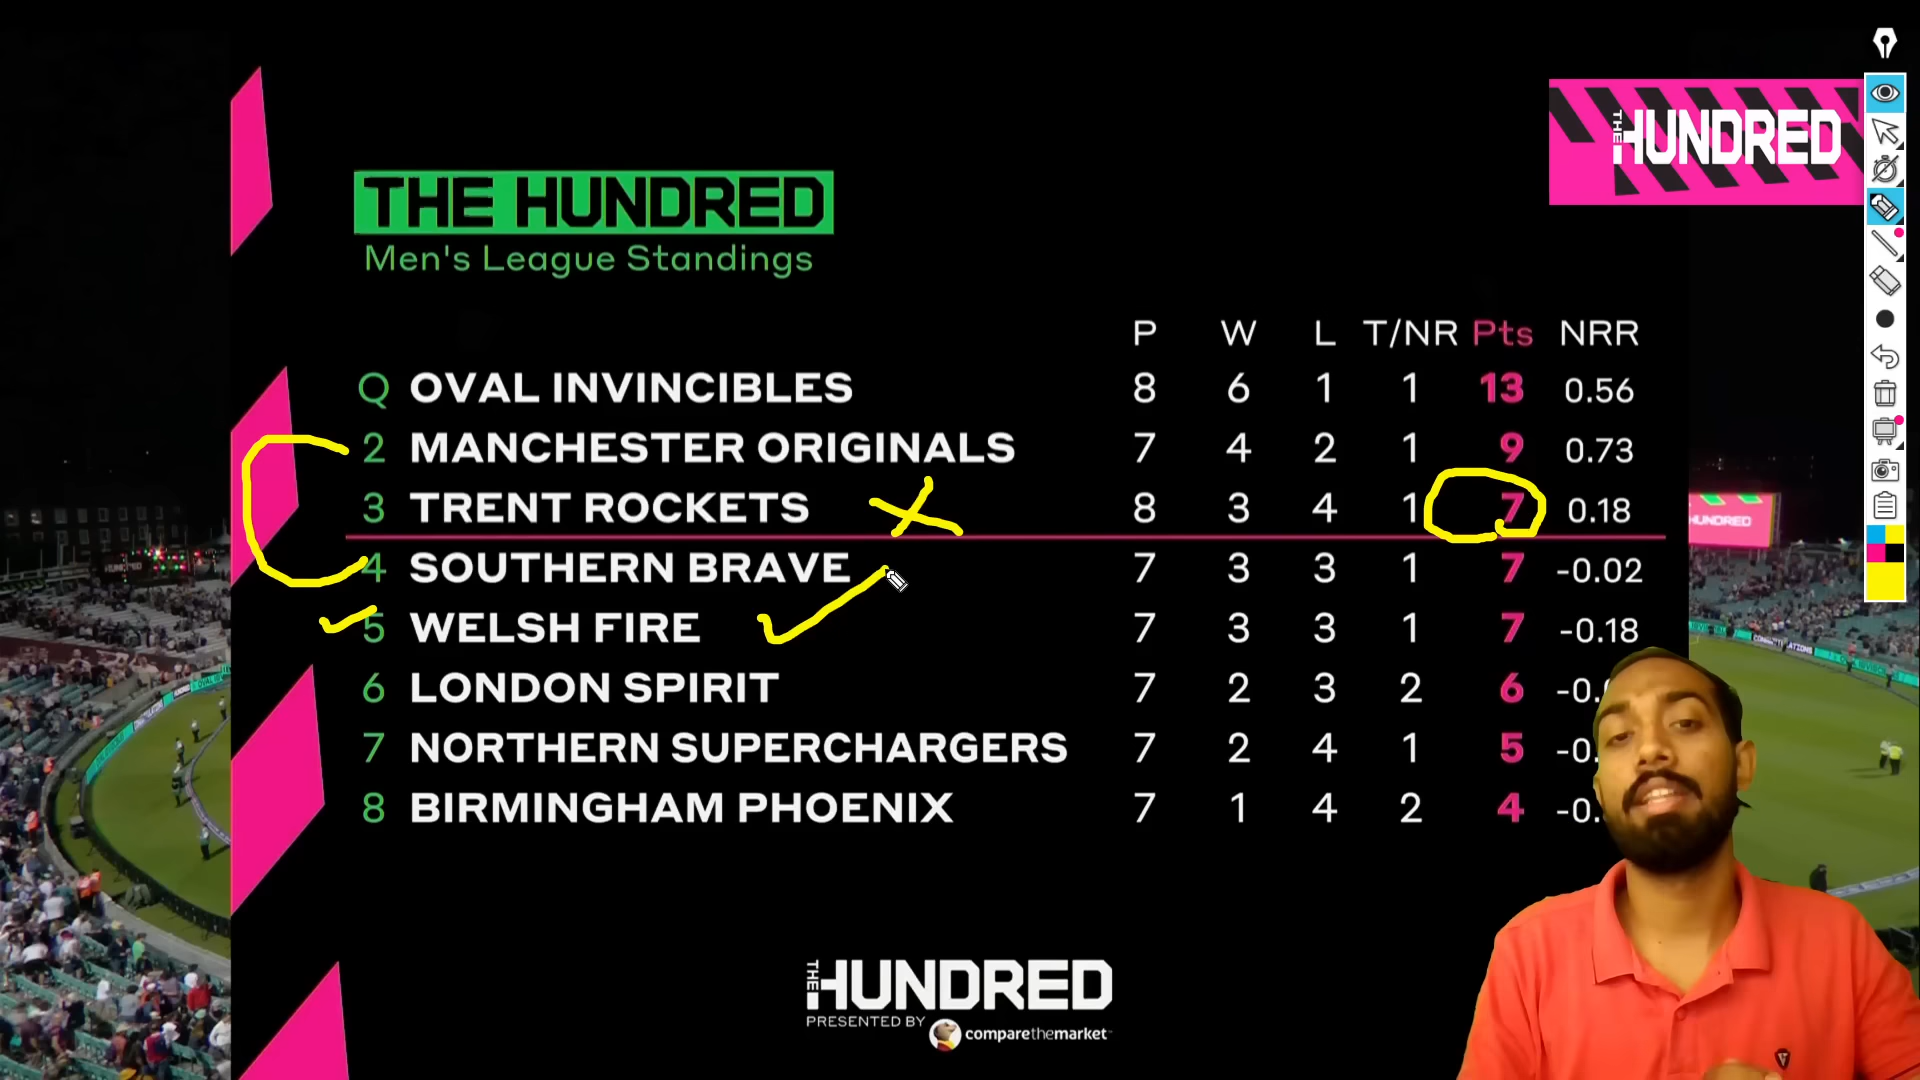 THE HUNDRED
THE HUNDRED
Men's League Standings
P W L T/NR Pts NRR
Q OVAL INVINCIBLES 8 6 1 1 13 0.56
2 MANCHESTER ORIGINALS 7 4 2 1 9 0.73
3 TRENT ROCKETS 8 3 4 1 7 0.18
4 SOUTHERN BRAVE 7 3 3 1 7 -0.02
HUNDRED
5 WELSH FIRE 7 3 3 1 7 -0.18
6 LONDON SPIRIT 7 2 3 2 6 -0.
7 NORTHERN SUPERCHARGERS 7 2 4 1 5 -0.
8 BIRMINGHAM PHOENIX 7 1 4 2 4 -0.
THE HUNDRED
PRESENTED BY comparethemarket